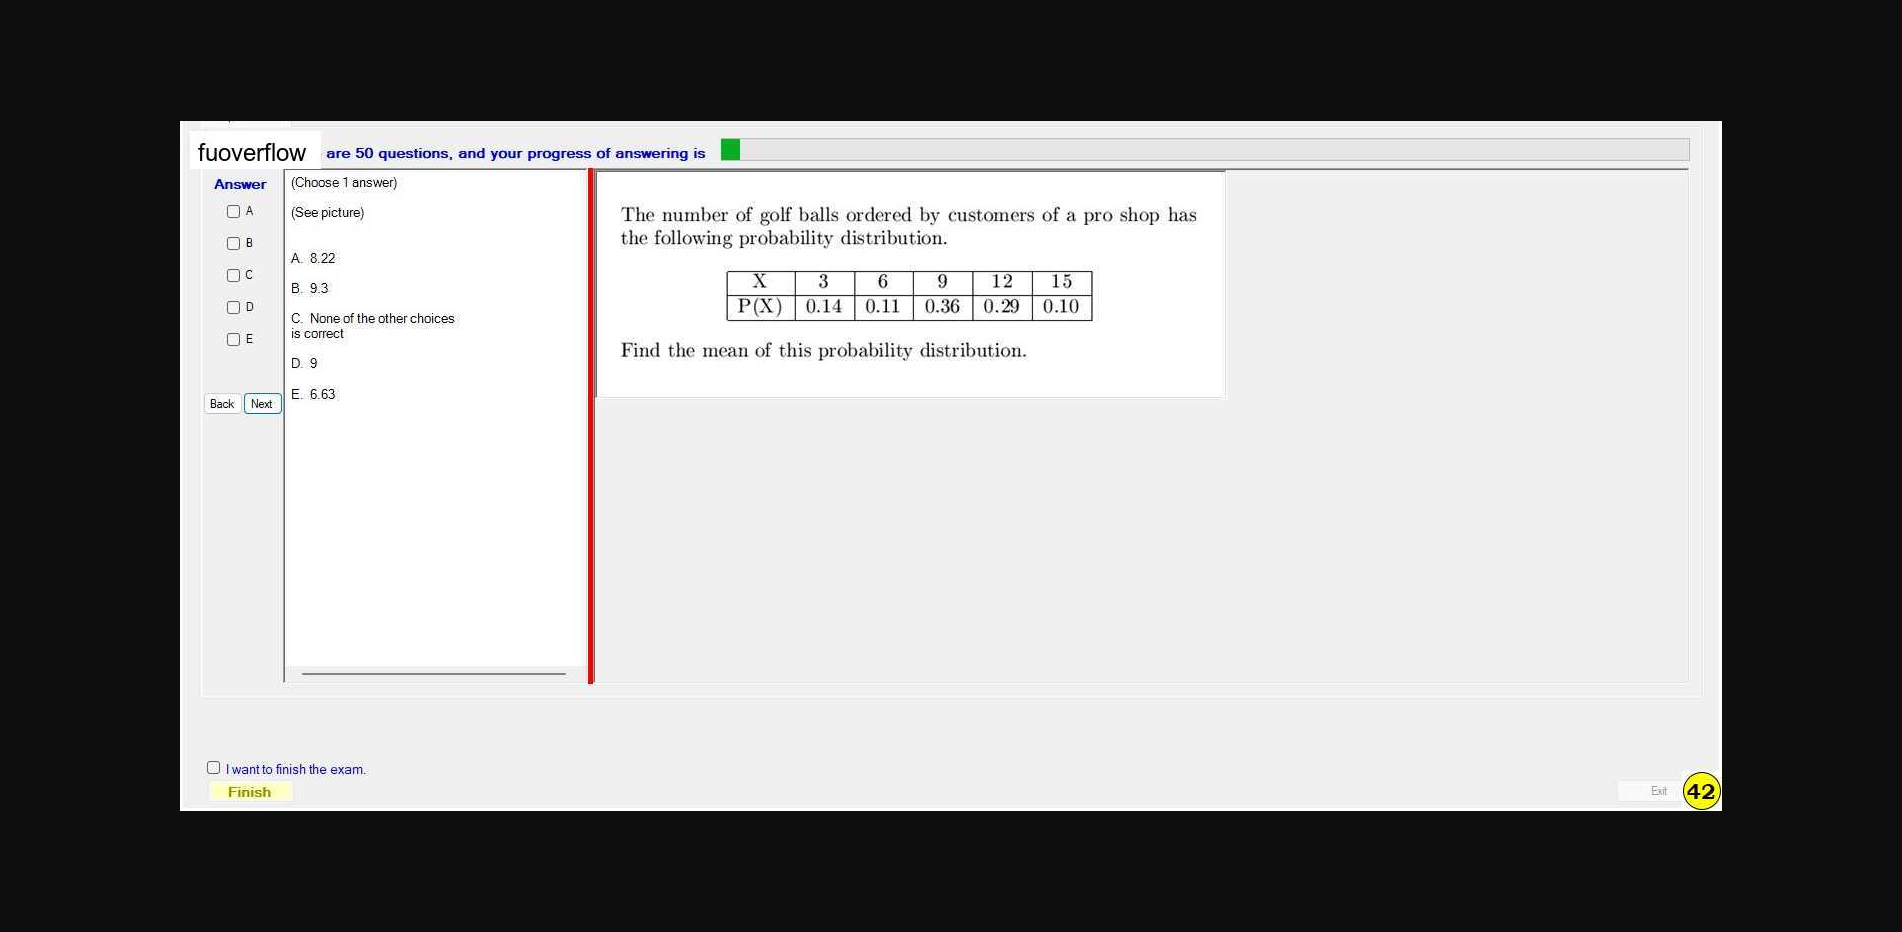 fuoverflow are 50 questions, and your progress of answering is
Answer
A
B
C
D
E
Back Next
(Choose 1 answer)
(See picture)
A. 8.22
B. 9.3
C. None of the other choices
is correct
D. 9
E. 6.63
The number of golf balls ordered by customers of a pro shop has
the following probability distribution.
X 3 6 9 12 15
P(X) 0.14 0.11 0.36 0.29 0.10
Find the mean of this probability distribution.
I want to finish the exam.
Finish
Exit 42